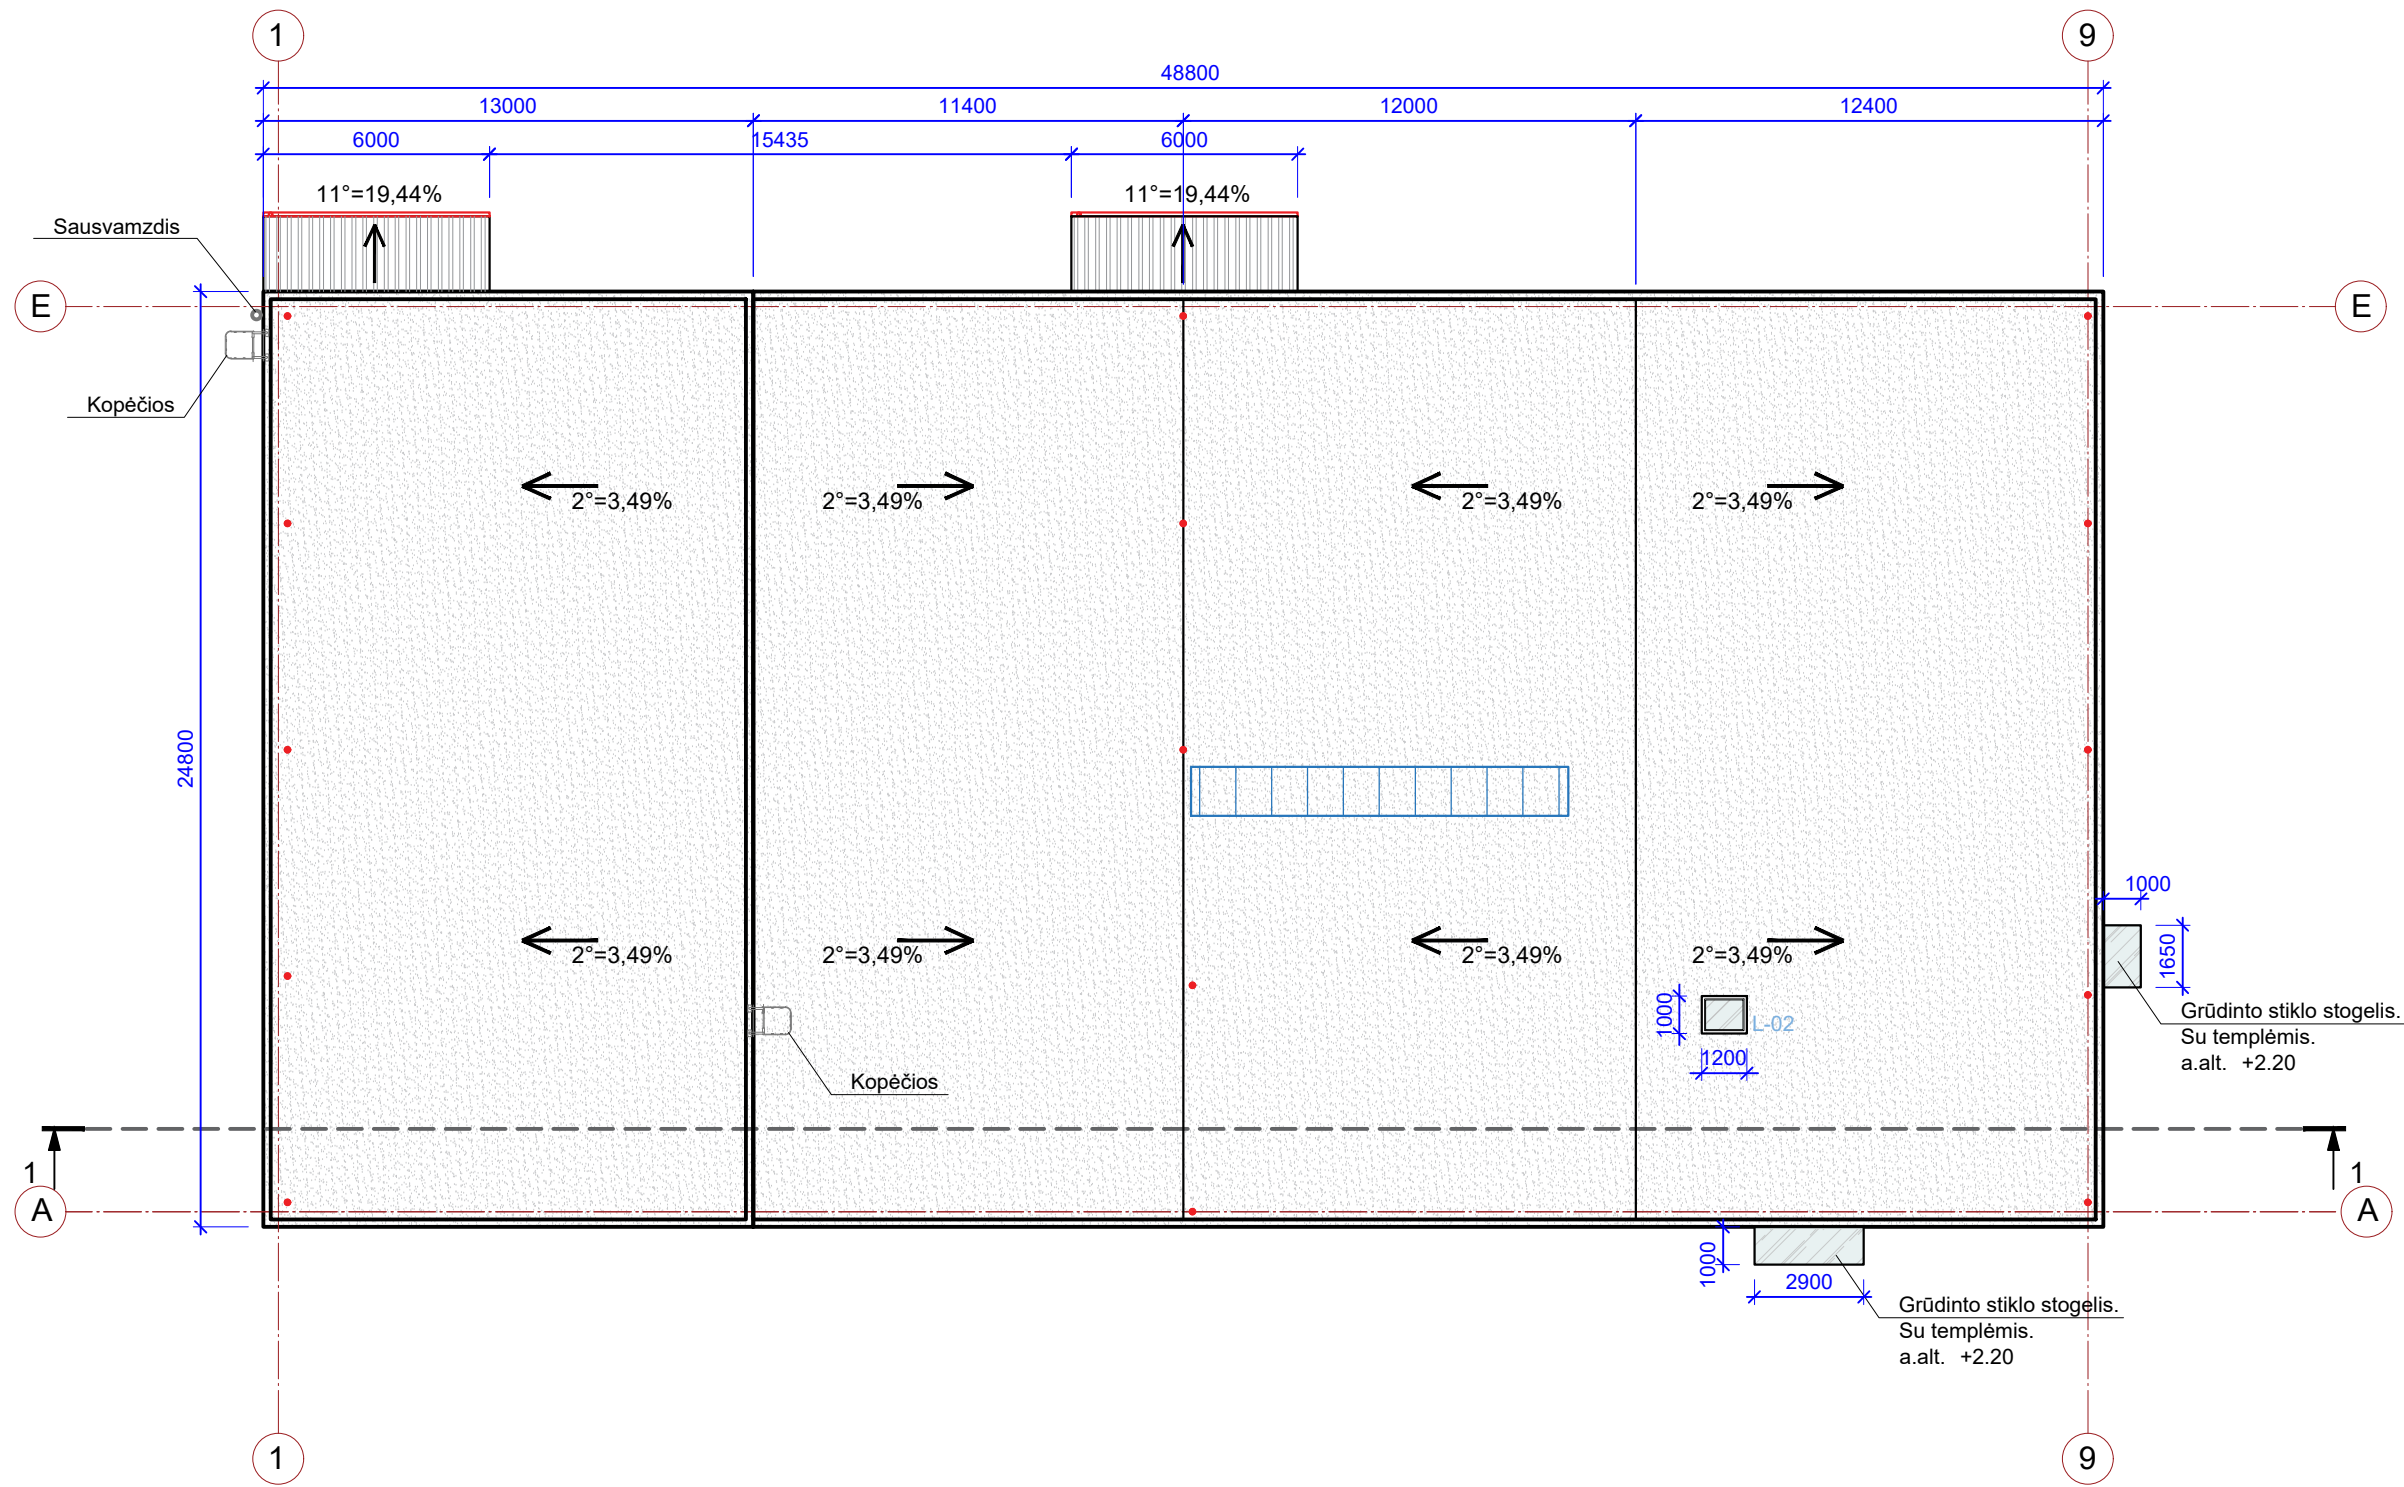 1
9
48800
13000
11400
12000
12400
6000
15435
6000
11°=19,44%
11°=19,44%
Sausvamzdis
E
E
Kopėčios
2°=3,49%
2°=3,49%
2°=3,49%
2°=3,49%
24800
1000
1650
2°=3,49%
2°=3,49%
2°=3,49%
2°=3,49%
1000
L-02
1200
Grūdinto stiklo stogelis.
Su templėmis.
a.alt. +2.20
Kopėčios
1
1
A
A
1000
2900
Grūdinto stiklo stogelis.
Su templėmis.
a.alt. +2.20
1
9